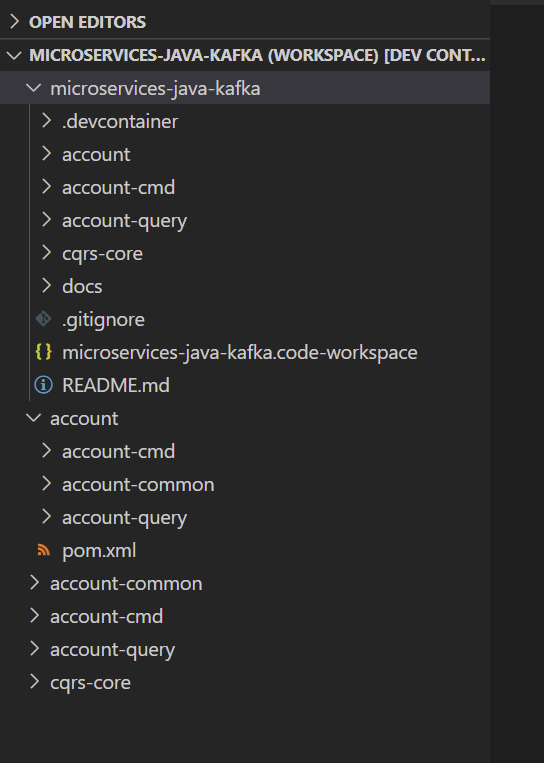 OPEN EDITORS
MICROSERVICES-JAVA-KAFKA (WORKSPACE) [DEV CONT...
microservices-java-kafka
.devcontainer
account
account-cmd
account-query
cqrs-core
docs
.gitignore
microservices-java-kafka.code-workspace
README.md
account
account-cmd
account-common
account-query
pom.xml
account-common
account-cmd
account-query
cqrs-core